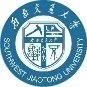 西南交通大学
SOUTHWEST JIAOTONG UNIVERSITY